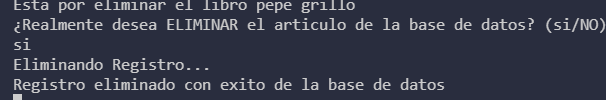 Esta por eliminar el libro pepe grillo
¿Realmente desea ELIMINAR el articulo de la base de datos? (si/NO)
si
Eliminando Registro...
Registro eliminado con exito de la base de datos